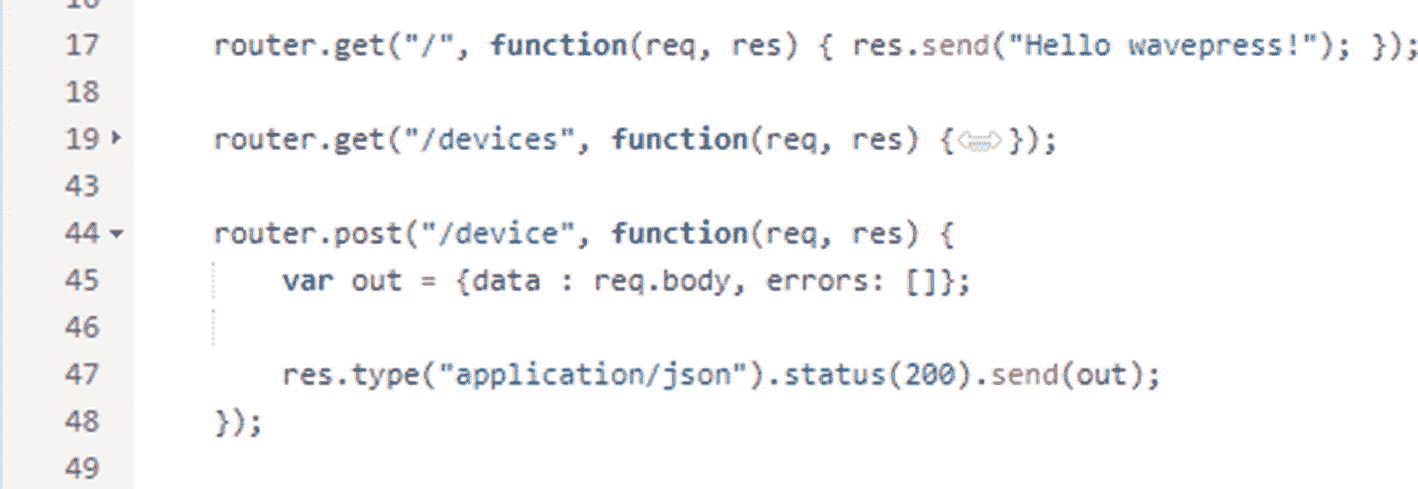 16
17 router.get("/", function(req, res) { res.send("Hello wavepress!"); });
18
19 router.get("/devices", function(req, res) { });
43
44 router.post("/device", function(req, res) {
45 var out = {data : req.body, errors: []};
46
47 res.type("application/json").status(200).send(out);
48 });
49